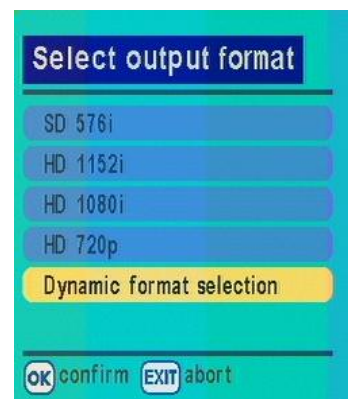 Select output format
SD 576i
HD 1152i
HD 1080i
HD 720p
Dynamic format selection
OK confirm EXIT abort